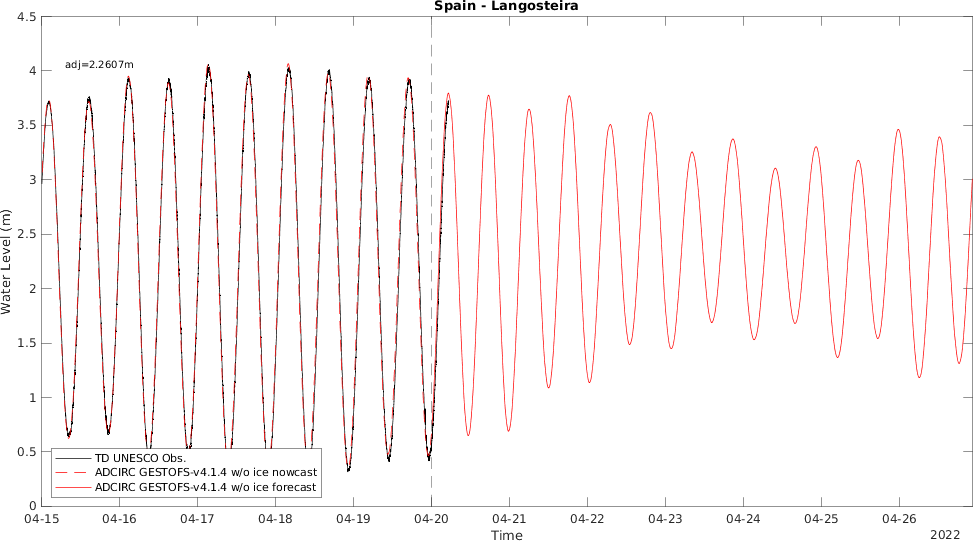 Spain - Langosteira
4.5
4
3.5
3
2.5
2
1.5
1
0.5
0
Water Level (m)
adj=2.2607m
TD UNESCO Obs.
ADCIRC GESTOFS-v4.1.4 w/o ice nowcast
ADCIRC GESTOFS-v4.1.4 w/o ice forecast
04-15 04-16 04-17 04-18 04-19 04-20 04-21 04-22 04-23 04-24 04-25 04-26
Time
2022